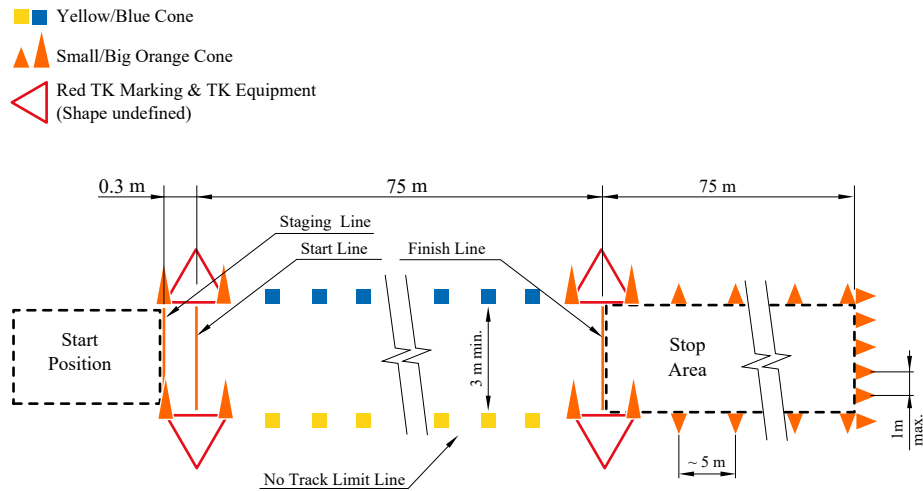 Yellow/Blue Cone
Small/Big Orange Cone
Red TK Marking & TK Equipment
(Shape undefined)
0.3 m
75 m
75 m
Staging Line
Start Line
Finish Line
Start
Position
3 m min.
Stop
Area
1m
max.
~ 5 m
No Track Limit Line